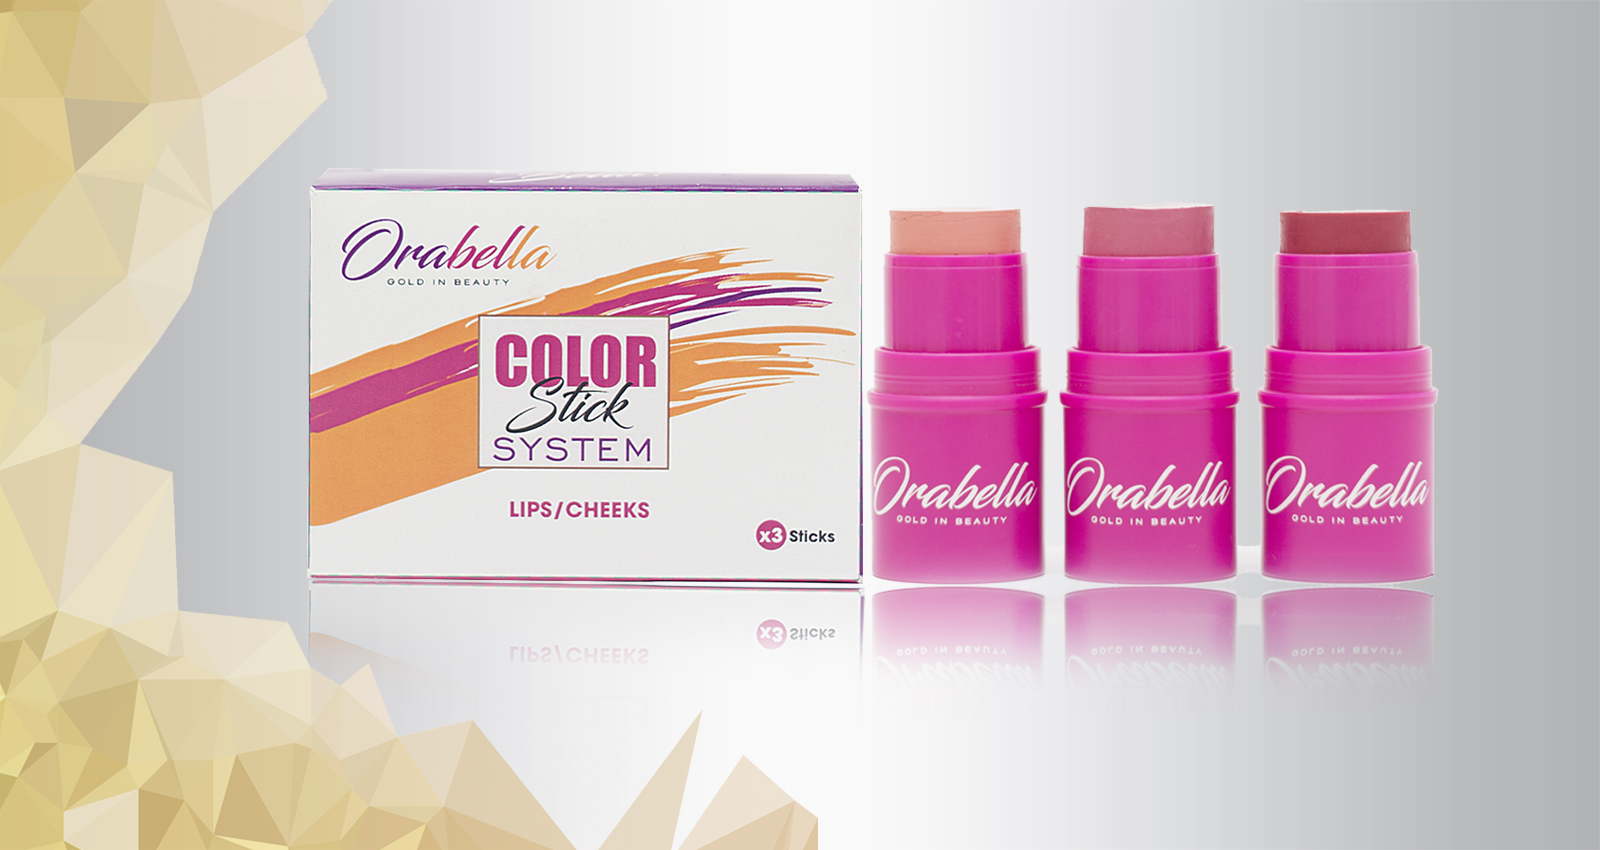 Orabella
GOLD IN BEAUTY
COLOR
Stick
SYSTEM
LIPS/CHEEKS
x3 Sticks
Orabella
GOLD IN BEAUTY
Orabella
GOLD IN BEAUTY
Orabella
GOLD IN BEAUTY